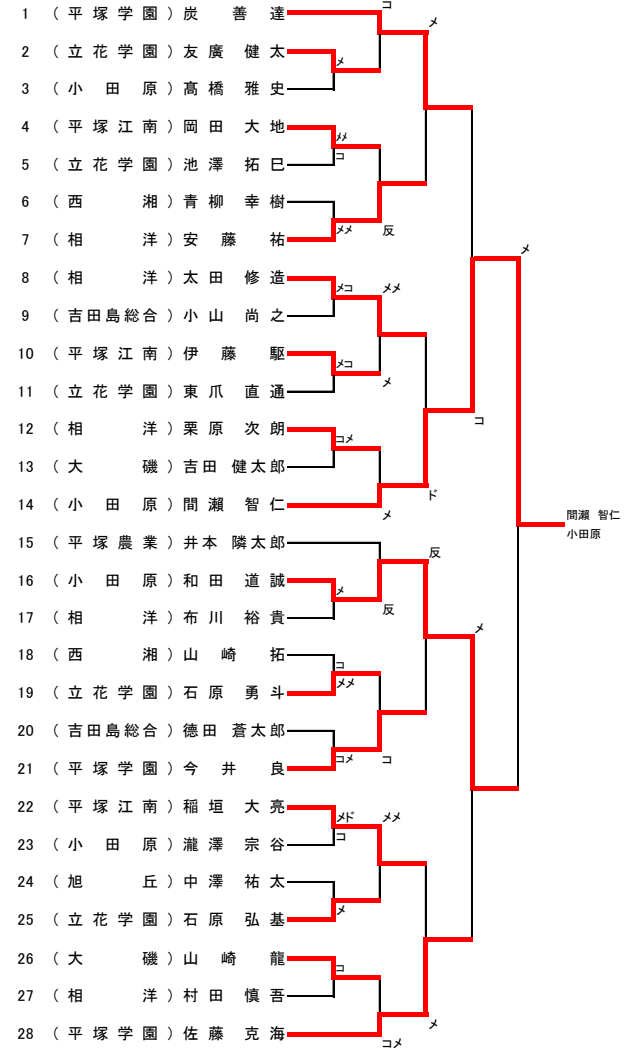 1 （平塚学園）炭 善達
2 （立花学園）友廣 健太
3 （小田原）髙橋 雅史
4 （平塚江南）岡田 大地
5 （立花学園）池澤 拓巳
6 （西湘）青柳 幸樹
7 （相洋）安藤 祐
8 （相洋）太田 修造
9 （吉田島総合）小山 尚之
10 （平塚江南）伊藤 駆
11 （立花学園）東爪 直通
12 （相洋）栗原 次朗
13 （大磯）吉田 健太郎
14 （小田原）間瀬 智仁
15 （平塚農業）井本 隣太郎
16 （小田原）和田 道誠
17 （相洋）布川 裕貴
18 （西湘）山崎 拓
19 （立花学園）石原 勇斗
20 （吉田島総合）德田 蒼太郎
21 （平塚学園）今井 良
22 （平塚江南）稲垣 大亮
23 （小田原）瀧澤 宗谷
24 （旭丘）中澤 祐太
25 （立花学園）石原 弘基
26 （大磯）山崎 龍
27 （相洋）村田 慎吾
28 （平塚学園）佐藤 克海
メ
メメ
コ
メメ
メコ
メコ
コメ
メ
コ
メメ
コメ
メド
コ
メ
コ
コ
反
メメ
メ
メ
反
コ
メメ
コメ
メ
ド
反
メ
コ
メ
メ
間瀬 智仁
小田原